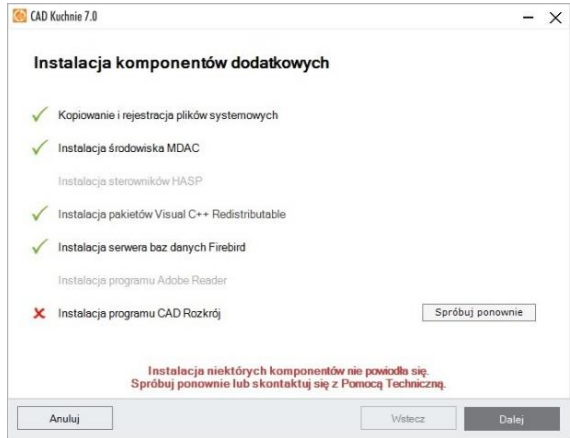 CAD Kuchnie 7.0
Instalacja komponentów dodatkowych
Kopiowanie i rejestracja plików systemowych
Instalacja środowiska MDAC
Instalacja sterowników HASP
Instalacja pakietów Visual C++ Redistributable
Instalacja serwera baz danych Firebird
Instalacja programu Adobe Reader
Instalacja programu CAD Rozkrój
Spróbuj ponownie
Instalacja niektórych komponentów nie powiodła się.
Spróbuj ponownie lub skontaktuj się z Pomocą Techniczną.
Anuluj
Wstecz
Dalej